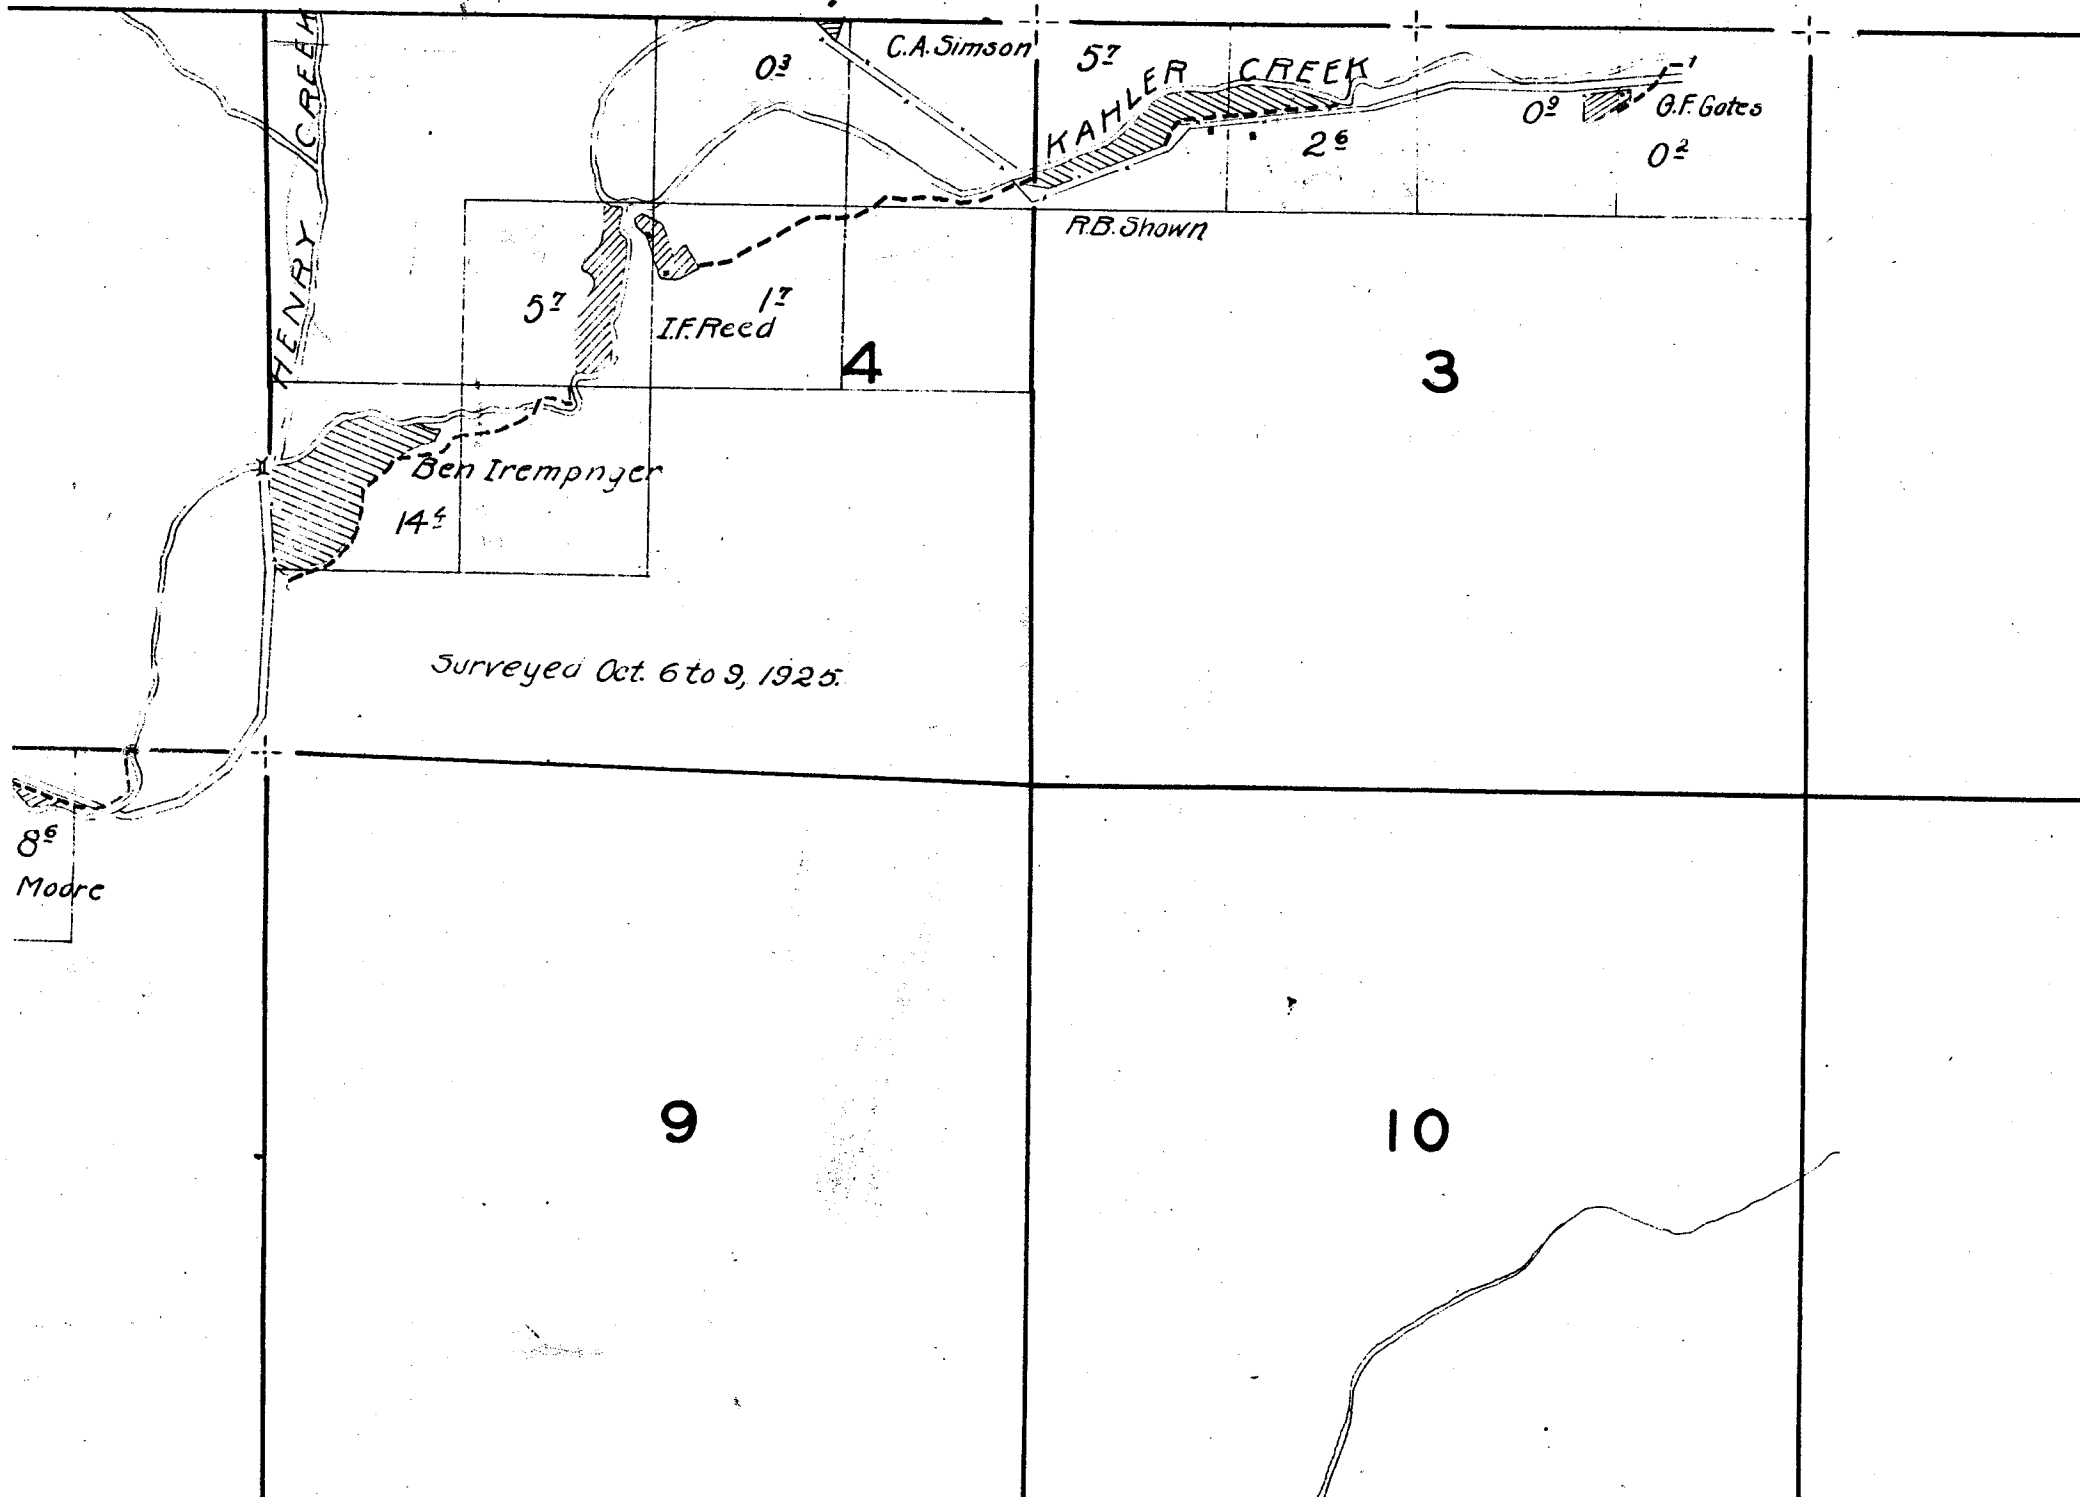 HENRY CREEK
C.A. Simson
0 3
5 7
KAHLER CREEK
0 9
G.F. Gates
0 2
2 6
R.B. Shown
5 7
1 7
I.F. Reed
4
3
Ben Irempnger
14 4
Surveyed Oct. 6 to 9, 1925.
8 6
Moore
9
10